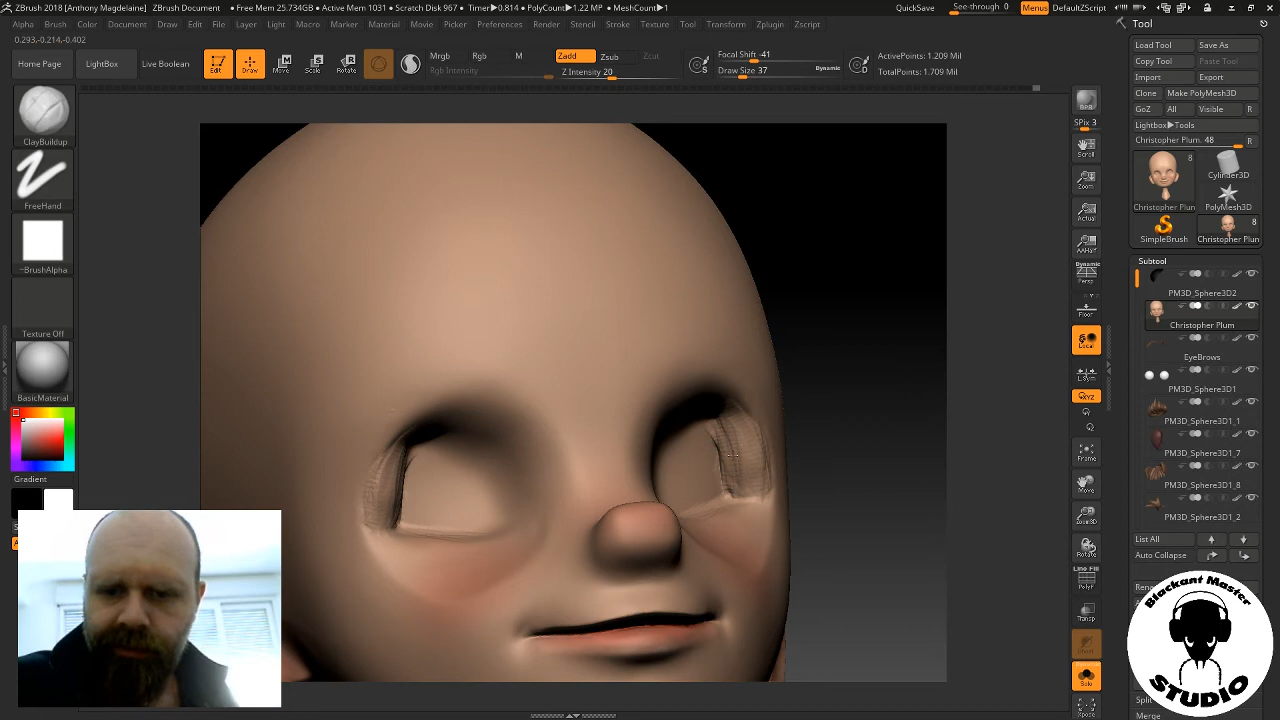 ZBrush 2018 [Anthony Magdelaine] ZBrush Document • Free Mem 25.734GB • Active Mem 1031 • Scratch Disk 967 • Timer▶0.814 • PolyCount▶1.22 MP • MeshCount▶1
QuickSave See-through 0 Menus DefaultZScript
Alpha Brush Color Document Draw Edit File Layer Light Macro Marker Material Movie Picker Preferences Render Stencil Stroke Texture Tool Transform Zplugin Zscript
0.293,-0.214,-0.402
Home Page LightBox Live Boolean Edit Draw Move Scale Rotate
Mrgb Rgb M Zadd Zsub Zcut
Rgb Intensity Z Intensity 20
Focal Shift -41
Draw Size 37 Dynamic
ActivePoints: 1.209 Mil
TotalPoints: 1.709 Mil
ClayBuildup
FreeHand
~BrushAlpha
Texture Off
BasicMaterial
Gradient
BPR
SPix 3
Scroll
Zoom
Actual
AAHalf
Dynamic
Persp
Floor
Local
L.Sym
XYZ
Frame
Move
Zoom3D
Rotate
Line Fill
PolyF
Transp
Solo
Xpose
Tool
Load Tool Save As
Copy Tool Paste Tool
Import Export
Clone Make PolyMesh3D
GoZ All Visible R
Lightbox▶Tools
Christopher Plum. 48 R
8
Cylinder3D
Christopher Plun PolyMesh3D
8
SimpleBrush Christopher Plun
Subtool
PM3D_Sphere3D2
Christopher Plum
EyeBrows
PM3D_Sphere3D1
PM3D_Sphere3D1_1
PM3D_Sphere3D1_7
PM3D_Sphere3D1_8
PM3D_Sphere3D1_2
List All
Auto Collapse
Split
Merge
Blackant Master
STUDIO